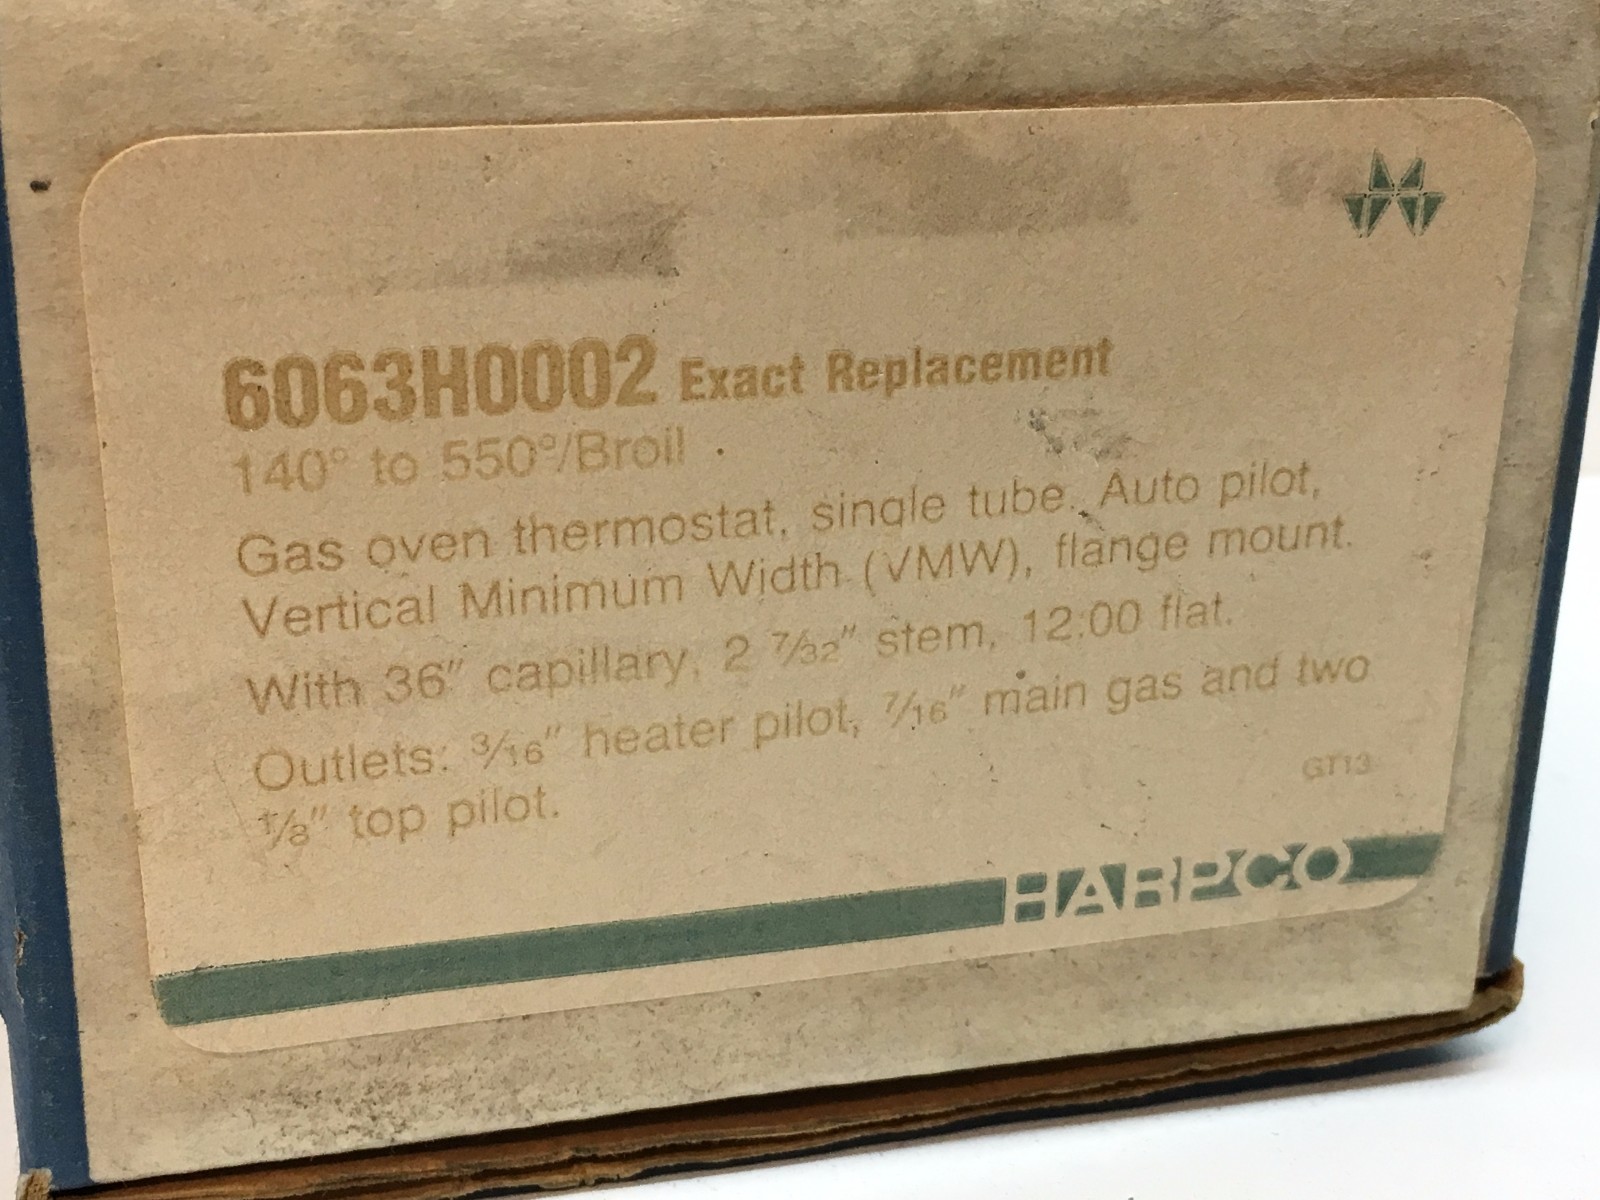 6063H0002 Exact Replacement
140° to 550°/Broil
Gas oven thermostat, single tube. Auto pilot,
Vertical Minimum Width (VMW), flange mount.
With 36" capillary, 2 7/32" stem, 12:00 flat.
Outlets: 3/16" heater pilot, 7/16" main gas and two
1/8" top pilot.
GT13
HARPCO